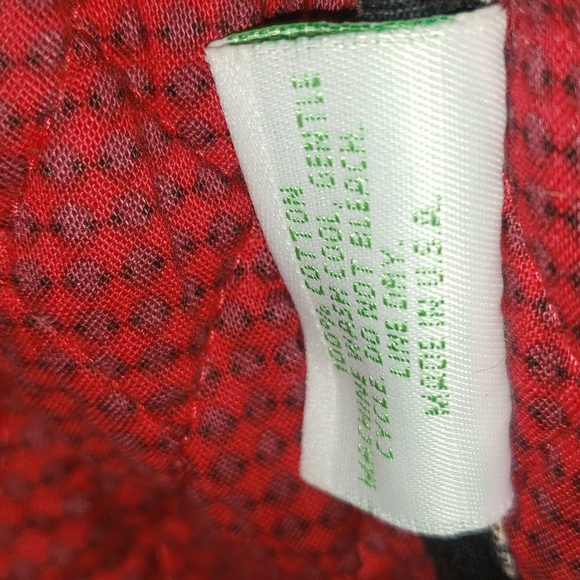 100% COTTON
MACHINE WASH COOL, GENTLE
CYCLE. DO NOT BLEACH.
LINE DRY.
MADE IN U.S.A.